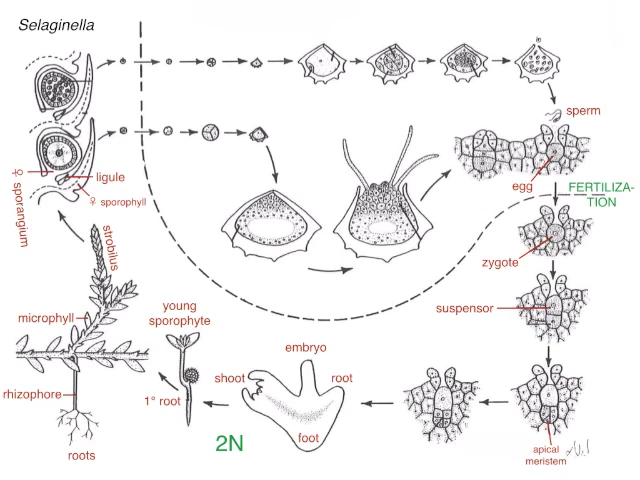 Selaginella
sperm
egg
FERTILIZA-
TION
ligule
♀ sporophyll
♀ sporangium
strobilus
zygote
suspensor
microphyll
young
sporophyte
embryo
shoot
root
rhizophore
1° root
foot
2N
roots
apical
meristem